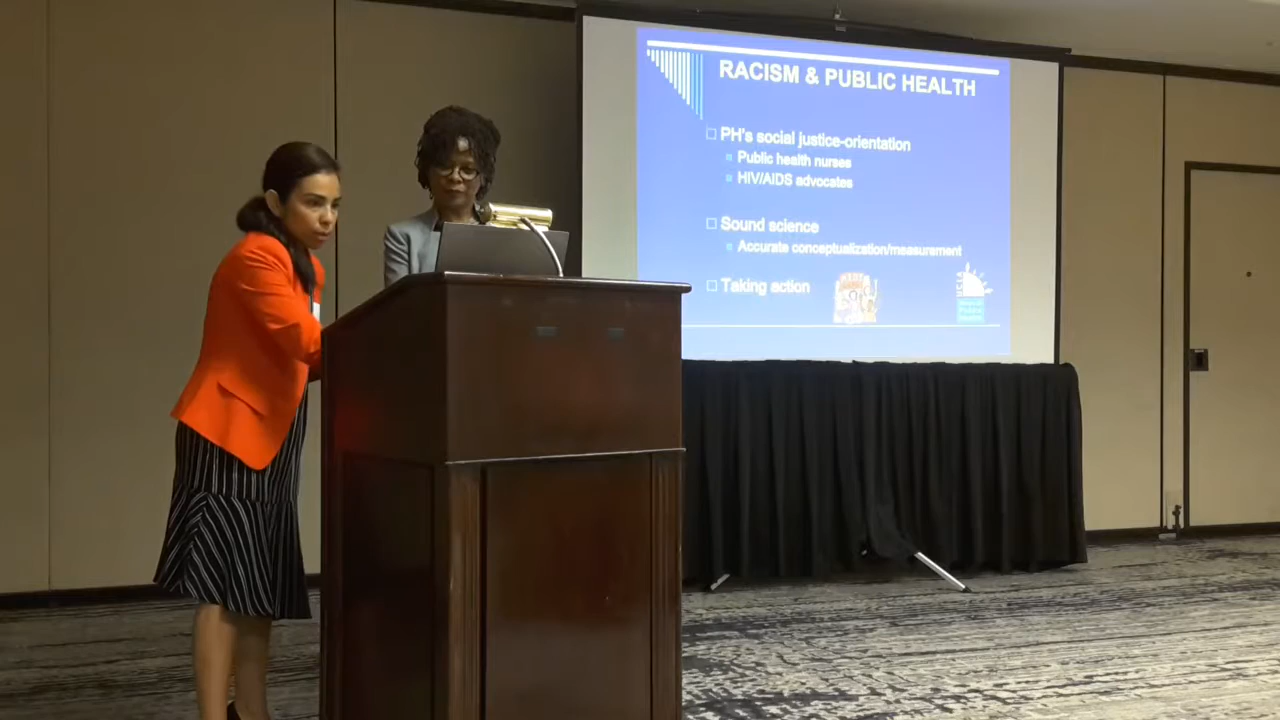 RACISM & PUBLIC HEALTH
PH's social justice-orientation
Public health nurses
HIV/AIDS advocates
Sound science
Accurate conceptualization/measurement
Taking action
UCLA